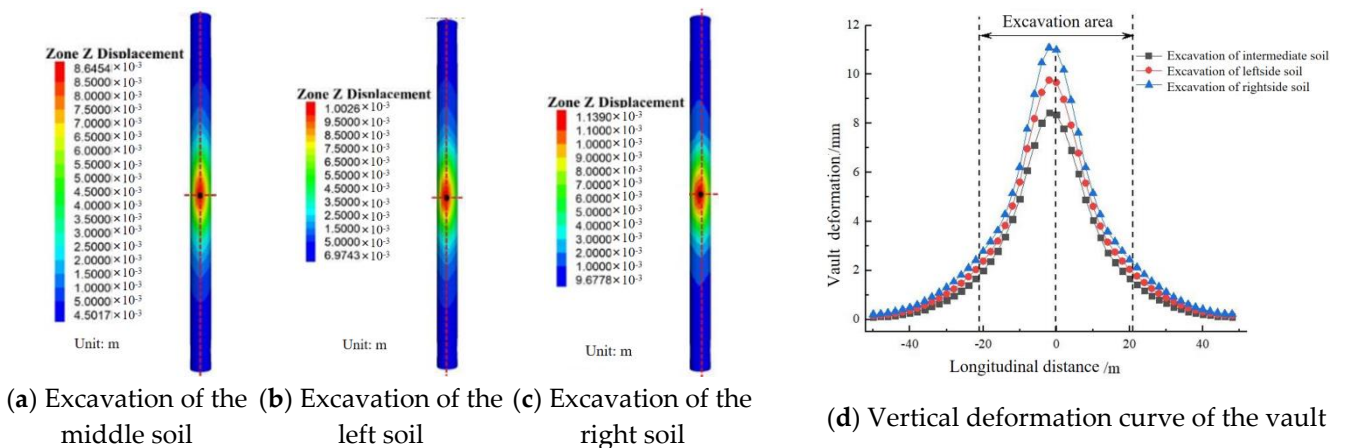 Zone Z Displacement
8.6454×10⁻³
8.5000×10⁻³
8.0000×10⁻³
7.5000×10⁻³
7.0000×10⁻³
6.5000×10⁻³
6.0000×10⁻³
5.5000×10⁻³
5.0000×10⁻³
4.5000×10⁻³
4.0000×10⁻³
3.5000×10⁻³
3.0000×10⁻³
2.5000×10⁻³
2.0000×10⁻³
1.5000×10⁻³
1.0000×10⁻³
5.0000×10⁻³
4.5017×10⁻³
Unit: m
(a) Excavation of the
middle soil
Zone Z Displacement
1.0026×10⁻³
9.5000×10⁻³
8.5000×10⁻³
7.5000×10⁻³
6.5000×10⁻³
5.5000×10⁻³
4.5000×10⁻³
3.5000×10⁻³
2.5000×10⁻³
1.5000×10⁻³
5.0000×10⁻³
6.9743×10⁻³
Unit: m
(b) Excavation of the
left soil
Zone Z Displacement
1.1390×10⁻³
1.1000×10⁻³
1.0000×10⁻³
9.0000×10⁻³
8.0000×10⁻³
7.0000×10⁻³
6.0000×10⁻³
5.0000×10⁻³
4.0000×10⁻³
3.0000×10⁻³
2.0000×10⁻³
1.0000×10⁻³
9.6778×10⁻³
Unit: m
(c) Excavation of the
right soil
Excavation area
Excavation of intermediate soil
Excavation of leftside soil
Excavation of rightside soil
Vault deformation/mm
12
10
8
6
4
2
0
-40 -20 0 20 40
Longitudinal distance /m
(d) Vertical deformation curve of the vault